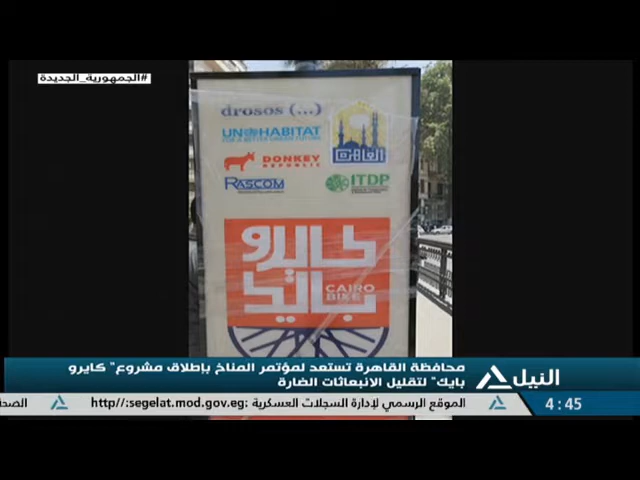 #الجمهورية_الجديدة
drosos (...)
UN HABITAT
FOR A BETTER URBAN FUTURE
القاهرة
DONKEY
REPUBLIC
RASCOM
ITDP
كايرو
بايك
CAIRO
BIKE
محافظة القاهرة تستعد لمؤتمر المناخ بإطلاق مشروع" كايرو
بايك" لتقليل الانبعاثات الضارة
النيل
الموقع الرسمي لإدارة السجلات العسكرية :http//:segelat.mod.gov.eg
الصحة
4:45